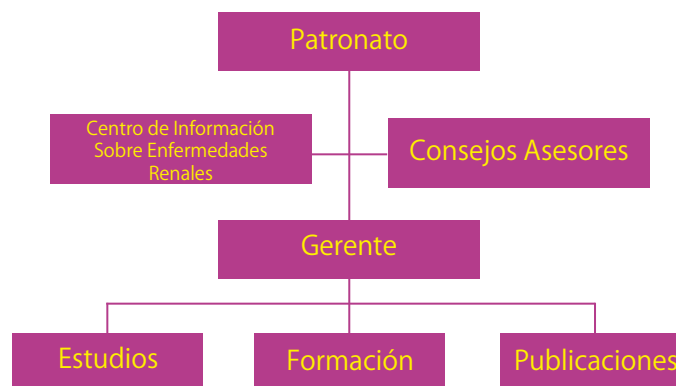 Patronato
Centro de Información
Sobre Enfermedades
Renales
Consejos Asesores
Gerente
Estudios
Formación
Publicaciones